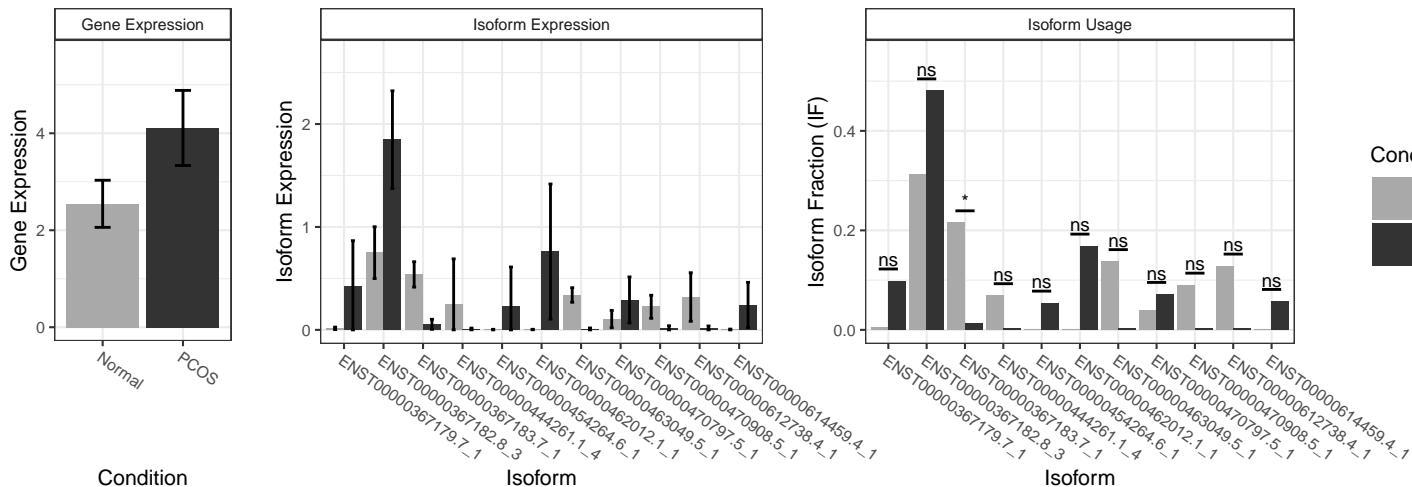 Gene Expression
Gene Expression
4
2
0
Normal
PCOS
Condition
Isoform Expression
Isoform Expression
2
1
0
ENST00000367179.7_1
ENST00000367182.8_3
ENST00000367183.7_1
ENST00000444261.1_4
ENST00000454264.6_1
ENST00000462012.1_1
ENST00000463049.5_1
ENST00000470797.5_1
ENST00000470908.5_1
ENST00000612738.4_1
ENST00000614459.4_1
Isoform
Isoform Usage
Isoform Fraction (IF)
0.4
0.2
0.0
ns
ns
*
ns
ns
ns
ns
ns
ns
ns
ns
ENST00000367179.7_1
ENST00000367182.8_3
ENST00000367183.7_1
ENST00000444261.1_4
ENST00000454264.6_1
ENST00000462012.1_1
ENST00000463049.5_1
ENST00000470797.5_1
ENST00000470908.5_1
ENST00000612738.4_1
ENST00000614459.4_1
Isoform
Cond